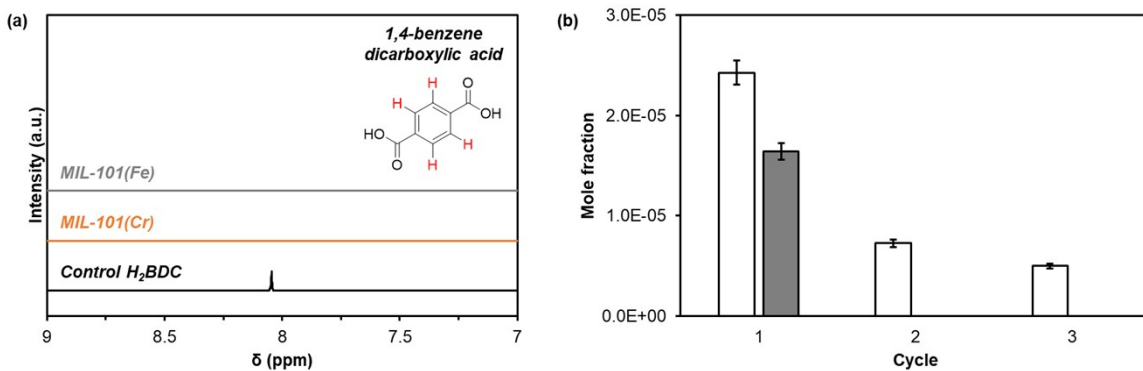 (a)
1,4-benzene
dicarboxylic acid
H
H
O
OH
HO
O
H
H
Intensity (a.u.)
MIL-101(Fe)
MIL-101(Cr)
Control H₂BDC
9
8.5
8
7.5
7
δ (ppm)
(b)
3.0E-05
2.0E-05
1.0E-05
0.0E+00
Mole fraction
1
2
3
Cycle